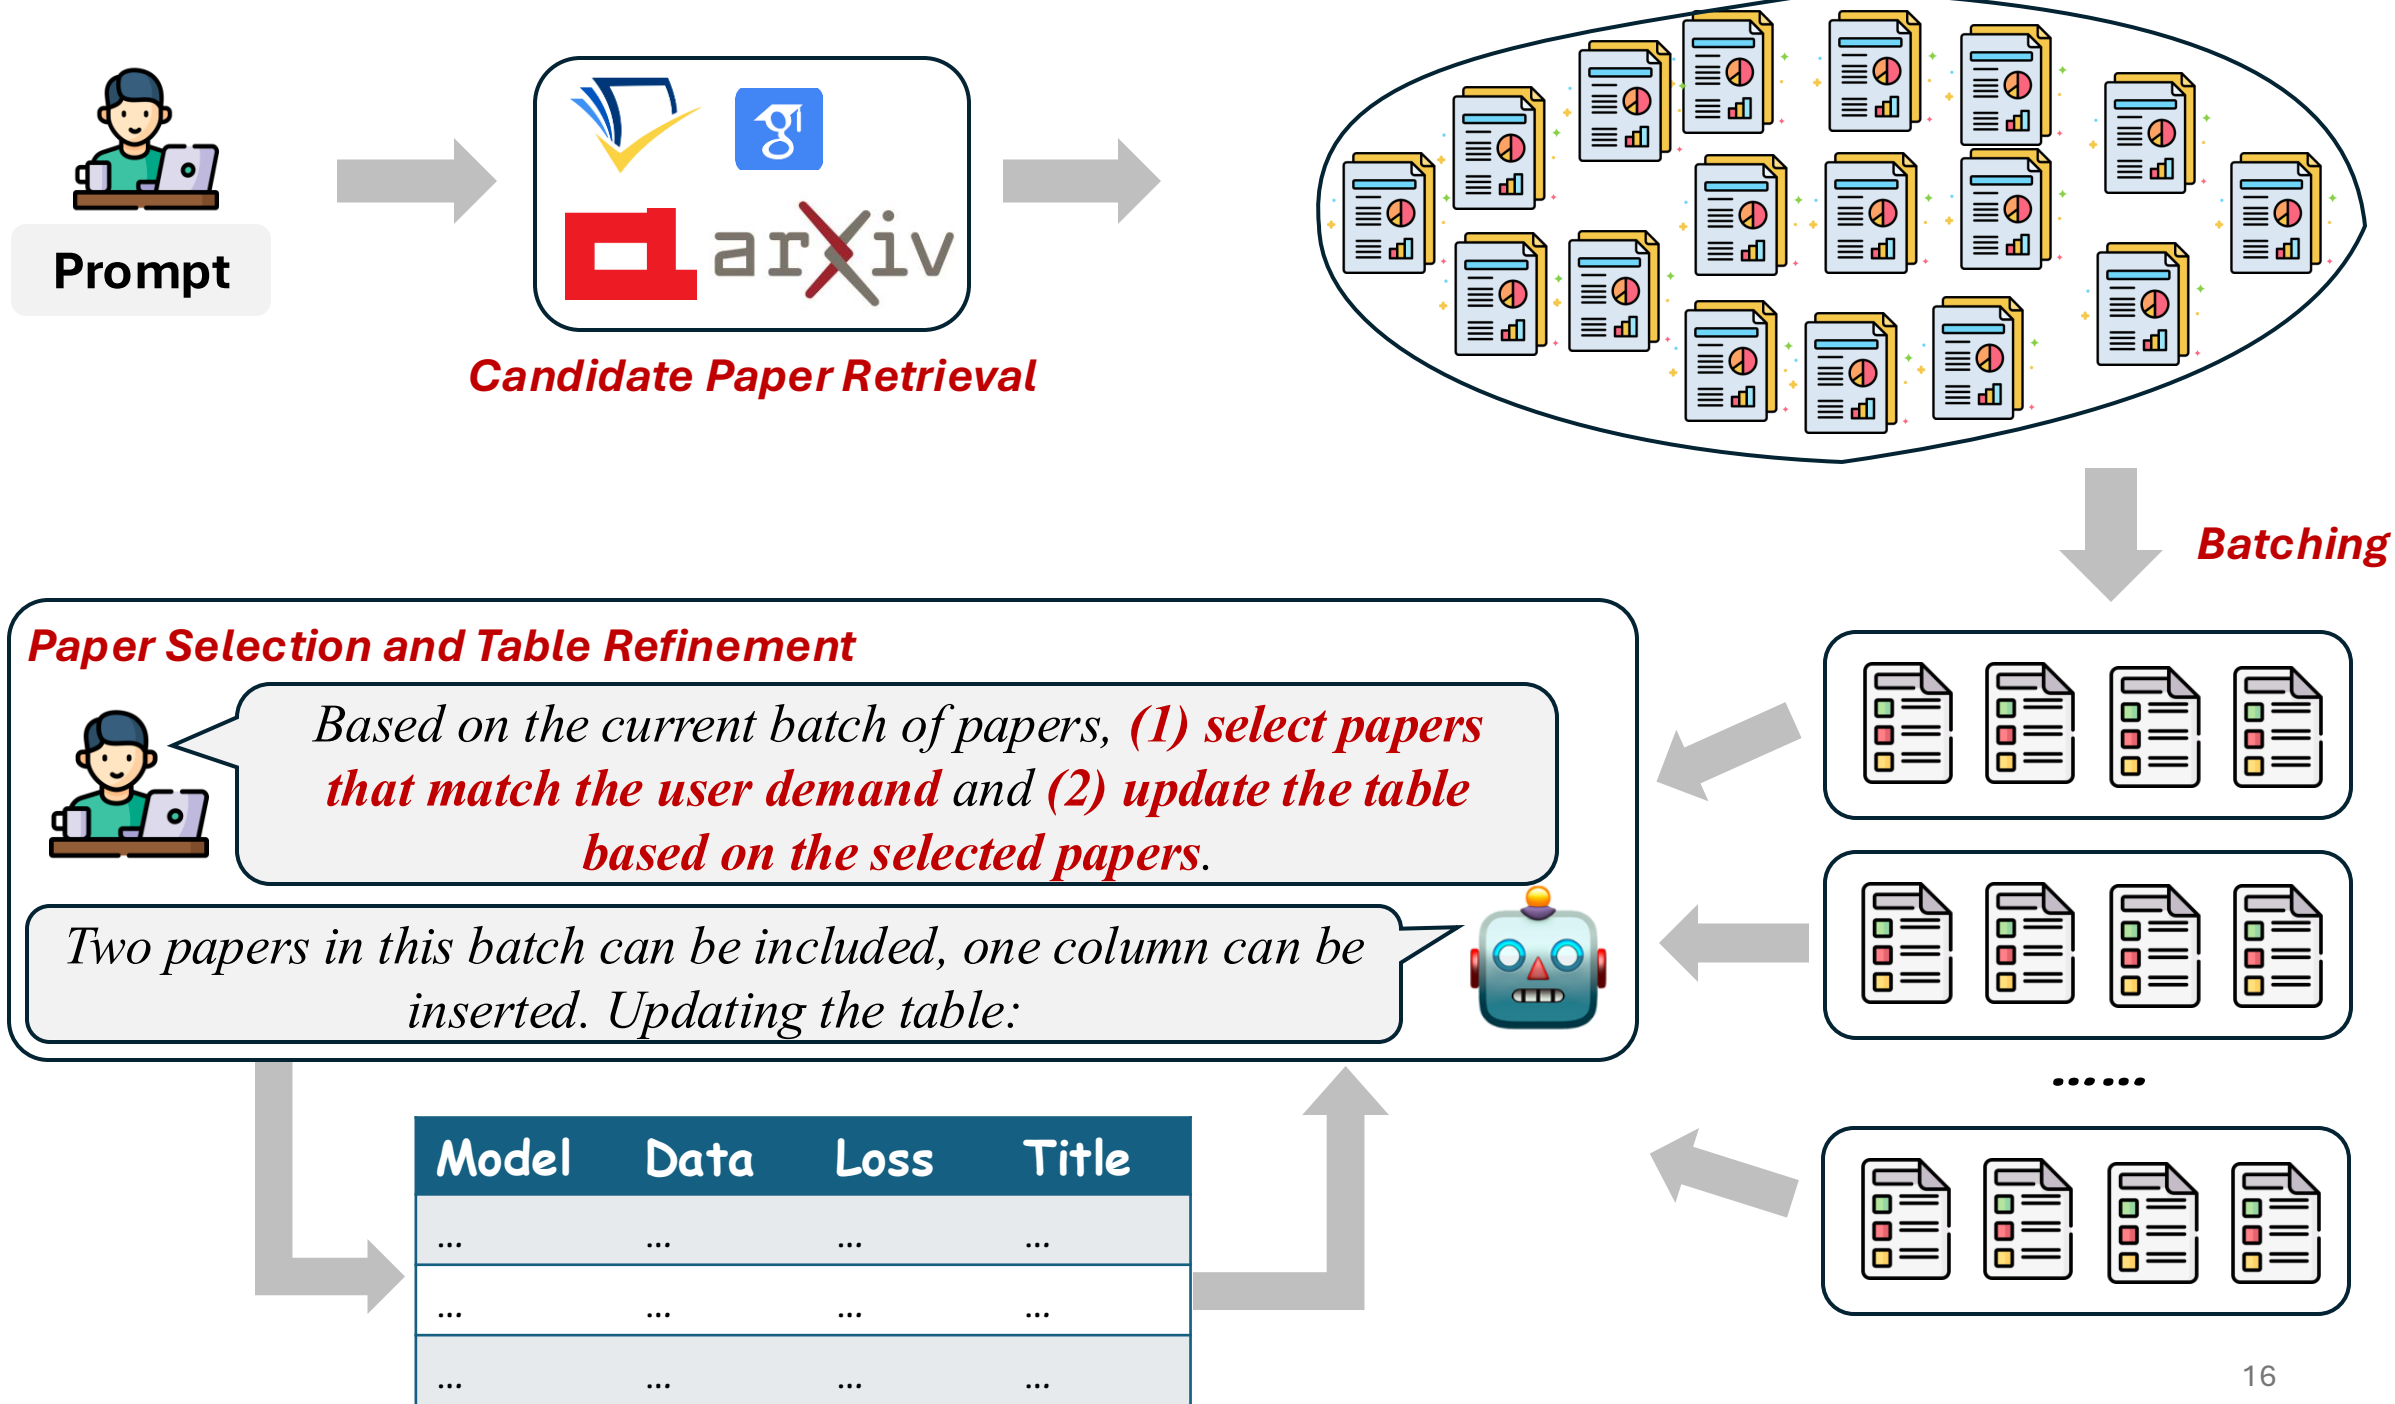 Prompt
arXiv
Candidate Paper Retrieval
Batching
Paper Selection and Table Refinement
Based on the current batch of papers, (1) select papers
that match the user demand and (2) update the table
based on the selected papers.
Two papers in this batch can be included, one column can be
inserted. Updating the table:
……
Model Data Loss Title
... ... ... ...
... ... ... ...
... ... ... ...
16